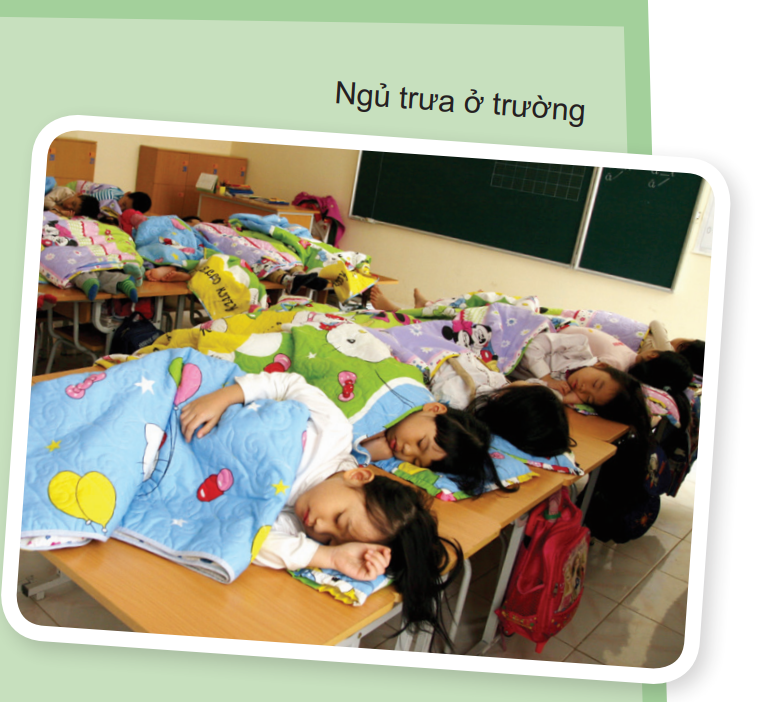 Ngủ trưa ở trường